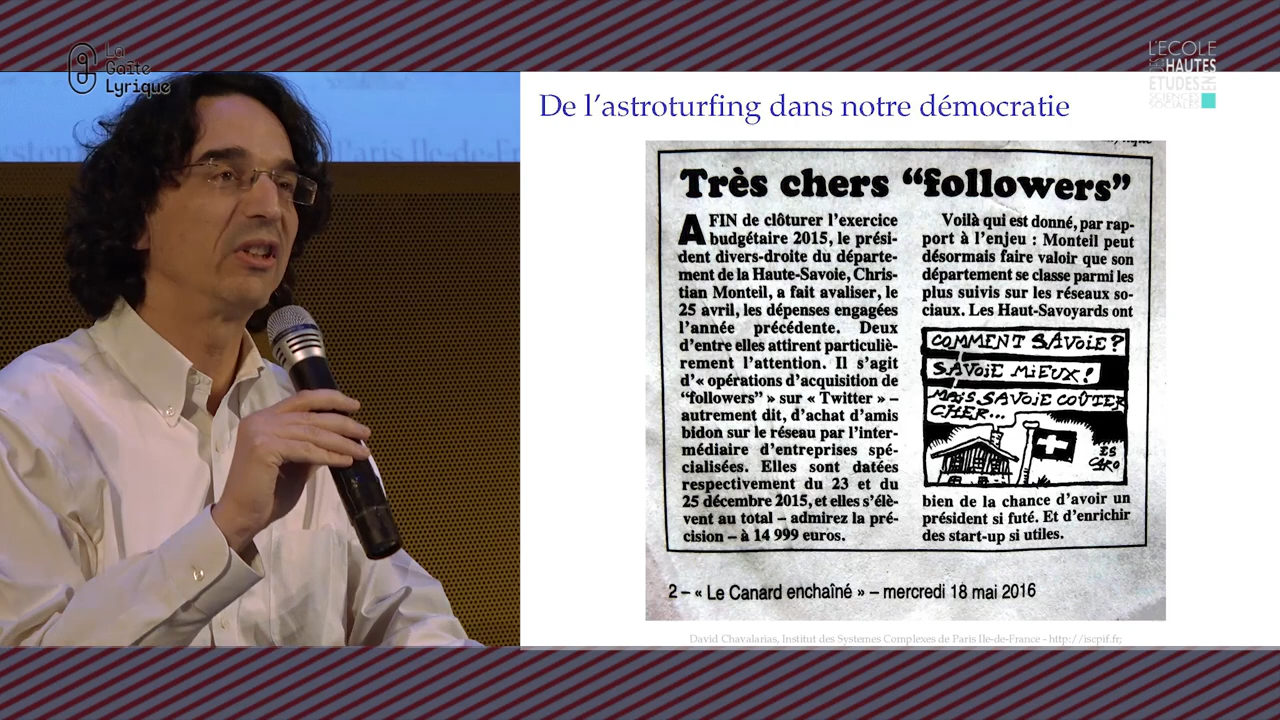 La
Gaîte
Lyrique
L'ECOLE
DES HAUTES
ETUDES EN
SCIENCES
SOCIALES
De l'astroturfing dans notre démocratie
Très chers “followers”
AFIN de clôturer l'exercice
budgétaire 2015, le prési-
dent divers-droite du départe-
ment de la Haute-Savoie, Chris-
tian Monteil, a fait avaliser, le
25 avril, les dépenses engagées
l'année précédente. Deux
d'entre elles attirent particuliè-
rement l'attention. Il s'agit
d'« opérations d'acquisition de
“followers” » sur « Twitter » –
autrement dit, d'achat d'amis
bidon sur le réseau par l'inter-
médiaire d'entreprises spé-
cialisées. Elles sont datées
respectivement du 23 et du
25 décembre 2015, et elles s'élè-
vent au total – admirez la pré-
cision – à 14 999 euros.
Voilà qui est donné, par rap-
port à l'enjeu : Monteil peut
désormais faire valoir que son
département se classe parmi les
plus suivis sur les réseaux so-
ciaux. Les Haut-Savoyards ont
COMMENT SAVOIE?
SAVOIE MIEUX!
MAIS SAVOIE COÛTER
CHER...
bien de la chance d'avoir un
président si futé. Et d'enrichir
des start-up si utiles.
2 – « Le Canard enchaîné » – mercredi 18 mai 2016
David Chavalarias, Institut des Systemes Complexes de Paris Ile-de-France - http://iscpif.fr;